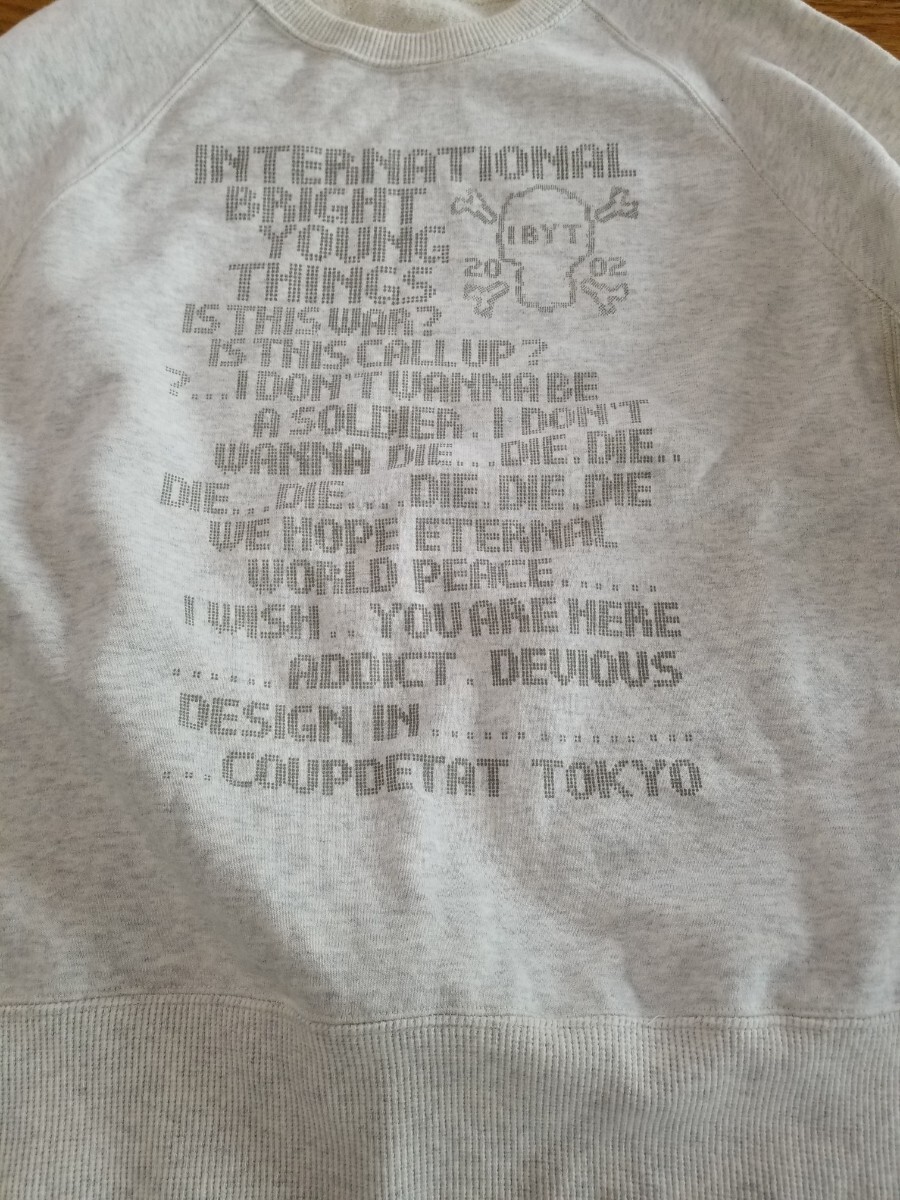 INTERNATIONAL
BRIGHT
YOUNG
THINGS
IBYT
20 02
IS THIS WAR?
IS THIS CALL UP?
?...I DON'T WANNA BE
A SOLDIER. I DON'T
WANNA DIE...DIE.DIE..
DIE...DIE....DIE.DIE.DIE
WE HOPE ETERNAL
WORLD PEACE......
I WISH.. YOU ARE HERE
...... ADDICT. DEVIOUS
DESIGN IN ................
...COUPDETAT TOKYO